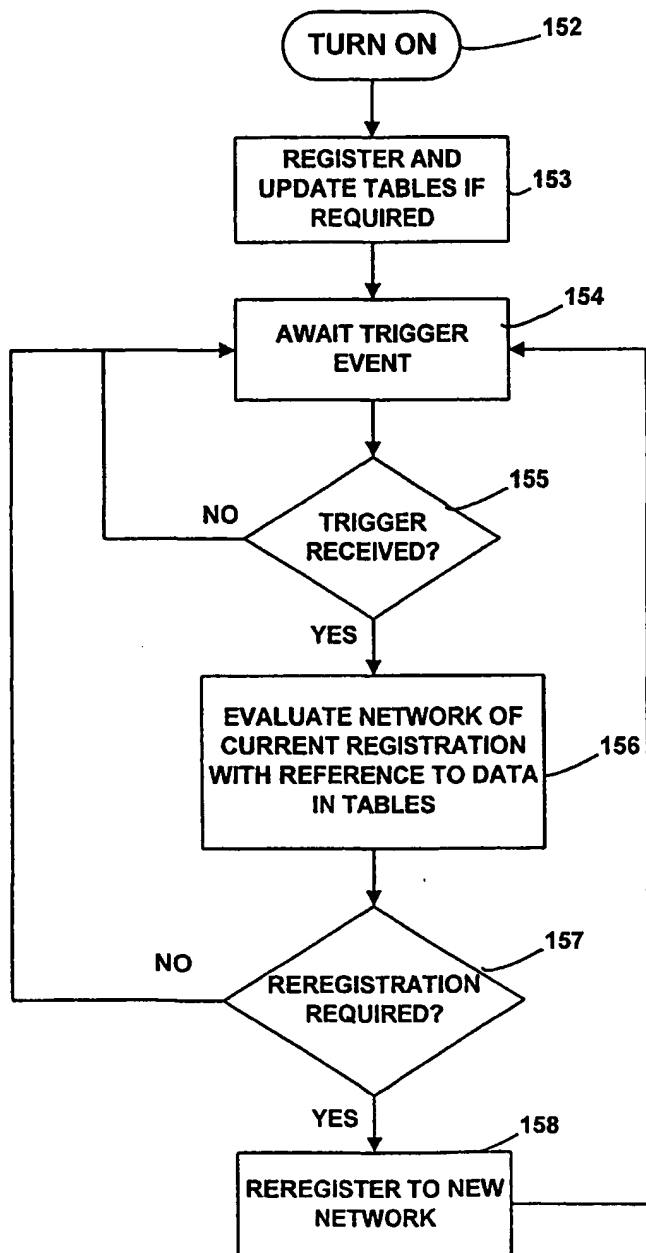 TURN ON
152
REGISTER AND
UPDATE TABLES IF
REQUIRED
153
154
AWAIT TRIGGER
EVENT
155
NO
TRIGGER
RECEIVED?
YES
EVALUATE NETWORK OF
CURRENT REGISTRATION
WITH REFERENCE TO DATA
IN TABLES
156
157
NO
REREGISTRATION
REQUIRED?
YES
158
REREGISTER TO NEW
NETWORK